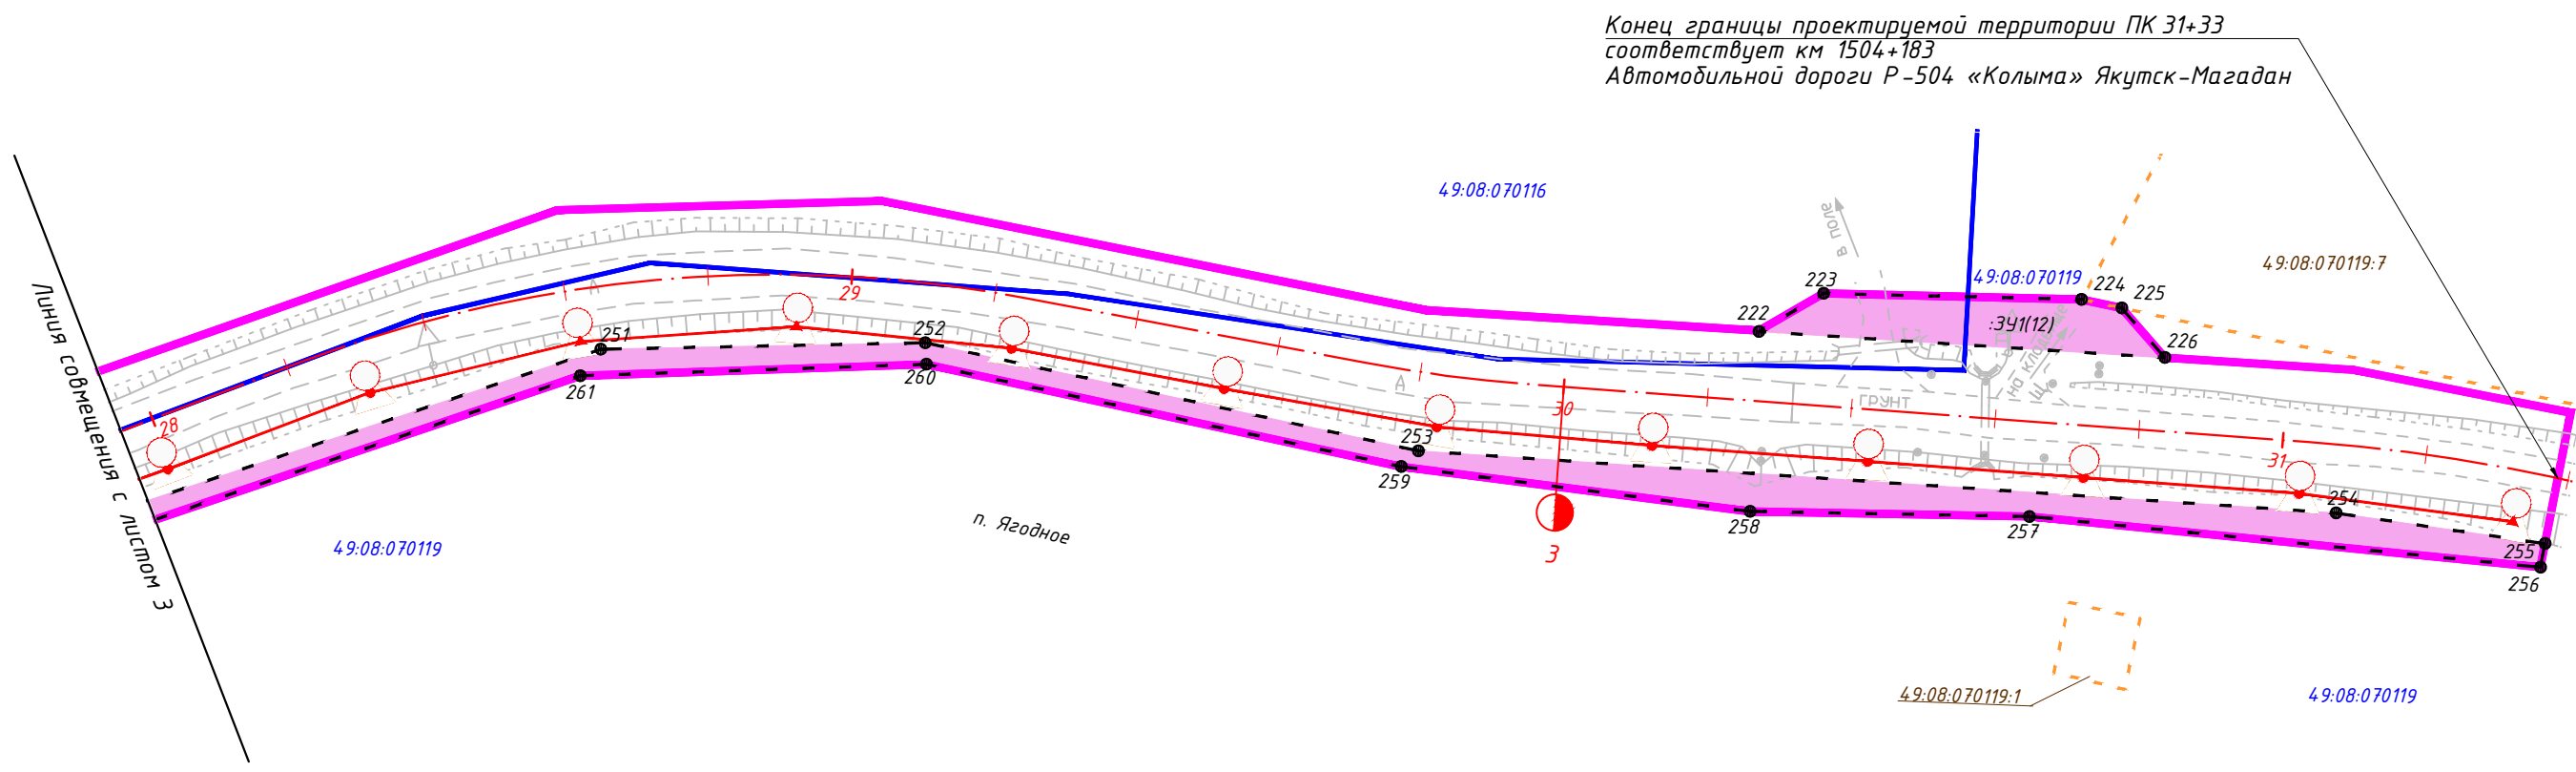 Конец границы проектируемой территории ПК 31+33
соответствует км 1504+183
Автомобильной дороги Р-504 «Колыма» Якутск-Магадан
49:08:070116
в поле
49:08:070119
49:08:070119:7
223
224
225
222
:ЗУ1(12)
226
на кладбище
Щ
Линия совмещения с листом 3
29
А
251
252
260
261
28
А
30
ГРУНТ
253
259
31
254
255
256
257
258
3
п. Ягодное
49:08:070119
49:08:070119:1
49:08:070119